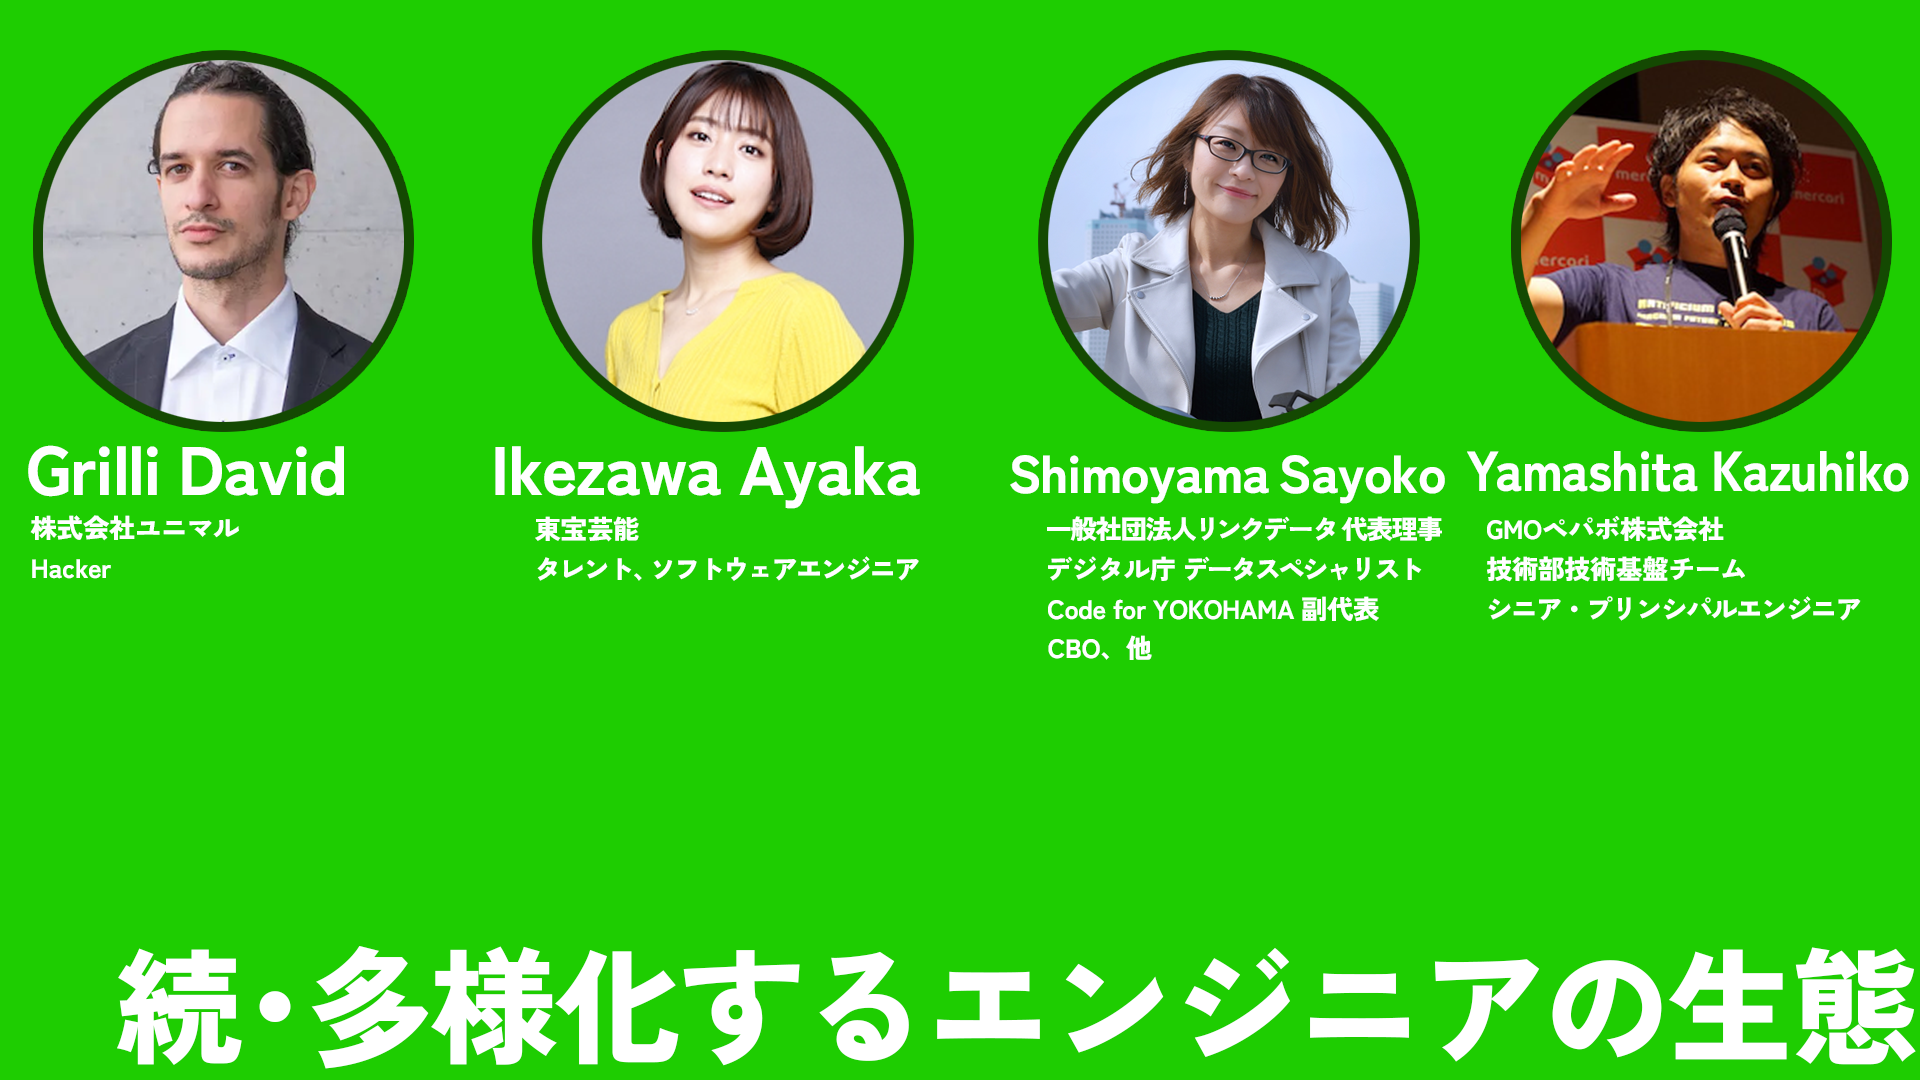 Grilli David
株式会社ユニマル
Hacker
Ikezawa Ayaka
東宝芸能
タレント、ソフトウェアエンジニア
Shimoyama Sayoko
一般社団法人リンクデータ 代表理事
デジタル庁 データスペシャリスト
Code for YOKOHAMA 副代表
CBO、他
Yamashita Kazuhiko
GMOペパボ株式会社
技術部技術基盤チーム
シニア・プリンシパルエンジニア
mercari
ercari
続・多様化するエンジニアの生態